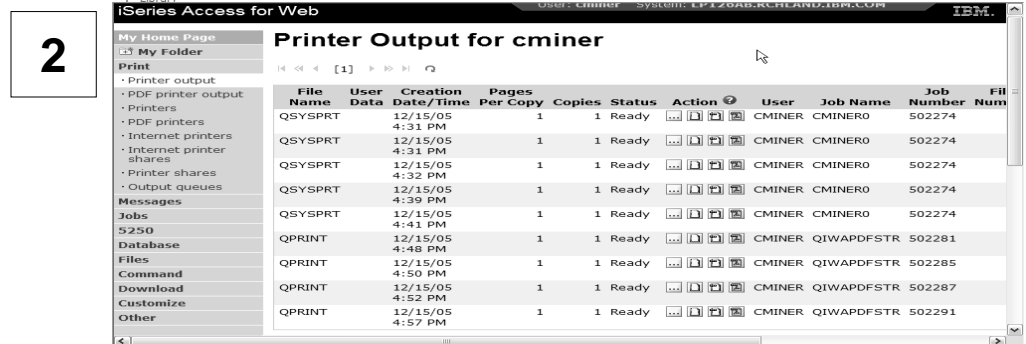 2
iSeries Access for Web
User: cminer System: LP126AB.RCHLAND.IBM.COM
IBM.
My Home Page
My Folder
Print
· Printer output
· PDF printer output
· Printers
· PDF printers
· Internet printers
· Internet printer
shares
· Printer shares
· Output queues
Messages
Jobs
5250
Database
Files
Command
Download
Customize
Other
Printer Output for cminer
[1]
File Name User Data Creation Date/Time Pages Per Copy Copies Status Action ? User Job Name Job Number Fil Num
QSYSPRT 12/15/05 4:31 PM 1 1 Ready ... CMINER CMINER0 502274
QSYSPRT 12/15/05 4:31 PM 1 1 Ready ... CMINER CMINER0 502274
QSYSPRT 12/15/05 4:32 PM 1 1 Ready ... CMINER CMINER0 502274
QSYSPRT 12/15/05 4:39 PM 1 1 Ready ... CMINER CMINER0 502274
QSYSPRT 12/15/05 4:41 PM 1 1 Ready ... CMINER CMINER0 502274
QPRINT 12/15/05 4:48 PM 1 1 Ready ... CMINER QIWAPDFSTR 502281
QPRINT 12/15/05 4:50 PM 1 1 Ready ... CMINER QIWAPDFSTR 502285
QPRINT 12/15/05 4:52 PM 1 1 Ready ... CMINER QIWAPDFSTR 502287
QPRINT 12/15/05 4:57 PM 1 1 Ready ... CMINER QIWAPDFSTR 502291